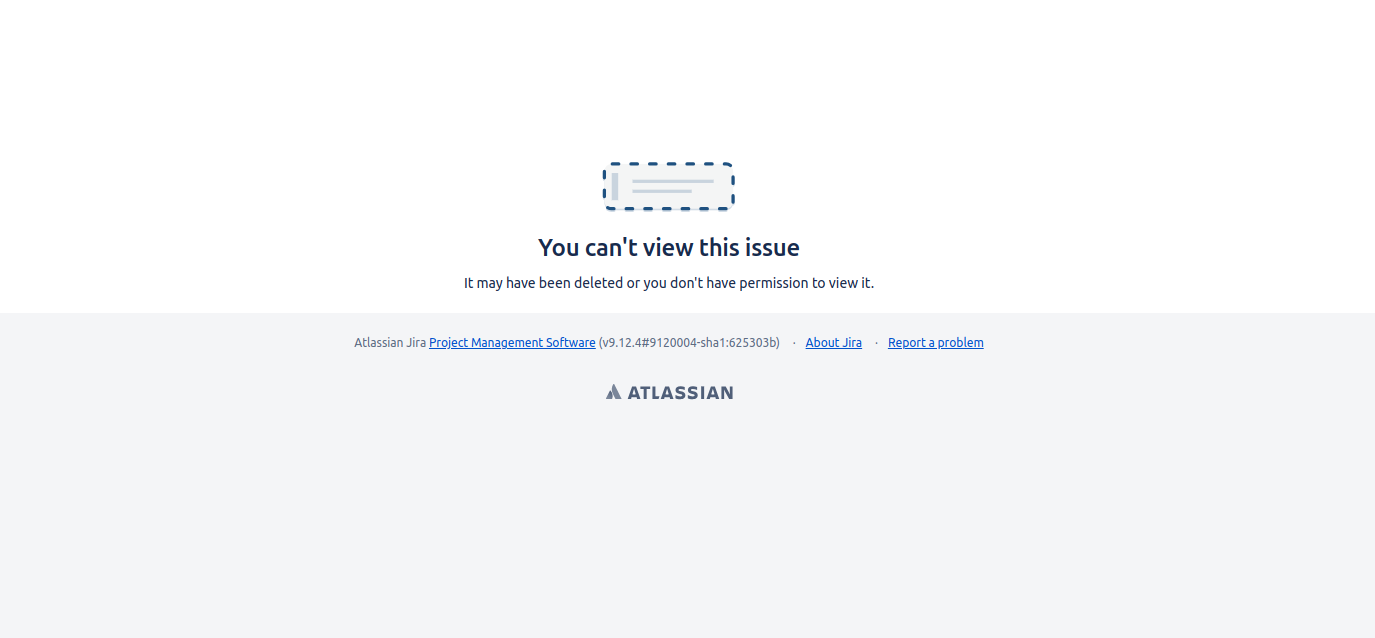 You can't view this issue
It may have been deleted or you don't have permission to view it.
Atlassian Jira Project Management Software (v9.12.4#9120004-sha1:625303b) · About Jira · Report a problem
ATLASSIAN